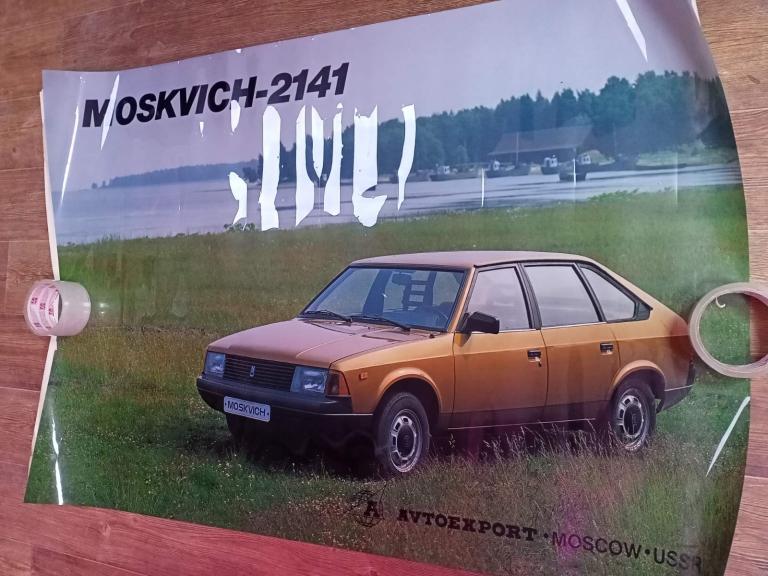 MOSKVICH-2141
• MOSKVICH •
A AVTOEXPORT • MOSCOW • USSR